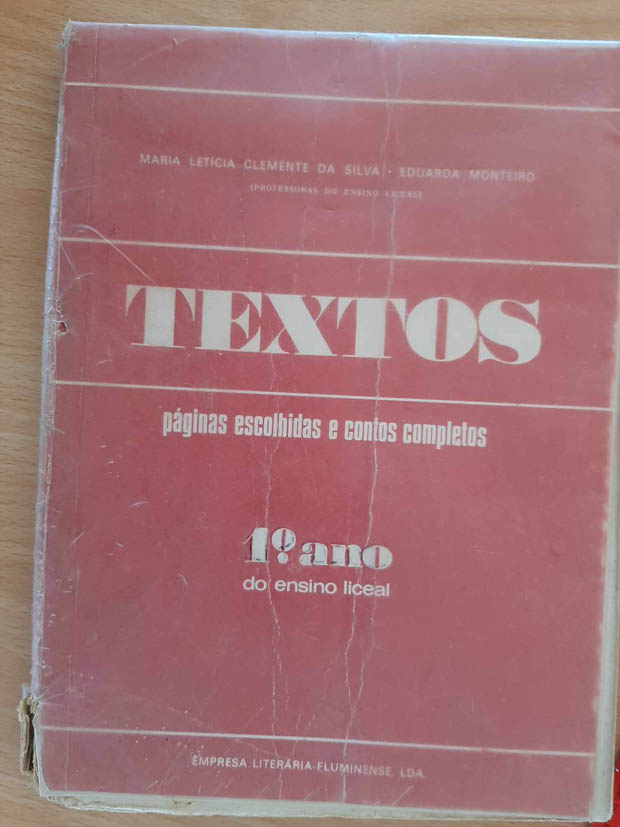 MARIA LETÍCIA CLEMENTE DA SILVA · EDUARDA MONTEIRO
(PROFESSORAS DO ENSINO LICEAL)
TEXTOS
páginas escolhidas e contos completos
1º ano
do ensino liceal
EMPRESA LITERÁRIA FLUMINENSE, LDA.